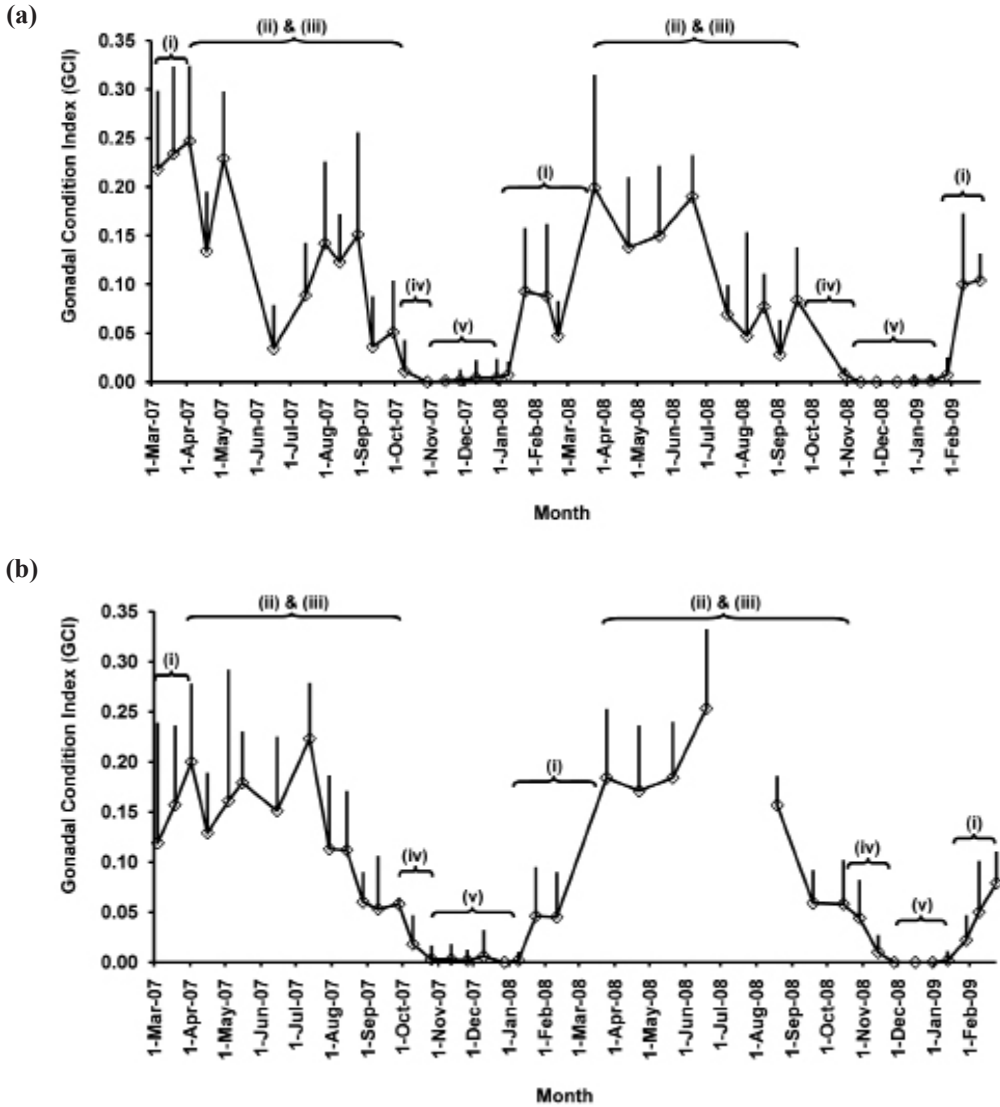 (a)
(ii) & (iii)
(ii) & (iii)
0.35
(i)
0.30
0.25
(i)
(i)
0.20
0.15
0.10
(iv)
(iv)
0.05
(v)
(v)
0.00
Gonadal Condition Index (GCI)
1-Mar-07
1-Apr-07
1-May-07
1-Jun-07
1-Jul-07
1-Aug-07
1-Sep-07
1-Oct-07
1-Nov-07
1-Dec-07
1-Jan-08
1-Feb-08
1-Mar-08
1-Apr-08
1-May-08
1-Jun-08
1-Jul-08
1-Aug-08
1-Sep-08
1-Oct-08
1-Nov-08
1-Dec-08
1-Jan-09
1-Feb-09
Month
(b)
(ii) & (iii)
(ii) & (iii)
0.35
0.30
(i)
0.25
0.20
(i)
0.15
(i)
0.10
(iv)
(iv)
0.05
(v)
(v)
0.00
Gonadal Condition Index (GCI)
1-Mar-07
1-Apr-07
1-May-07
1-Jun-07
1-Jul-07
1-Aug-07
1-Sep-07
1-Oct-07
1-Nov-07
1-Dec-07
1-Jan-08
1-Feb-08
1-Mar-08
1-Apr-08
1-May-08
1-Jun-08
1-Jul-08
1-Aug-08
1-Sep-08
1-Oct-08
1-Nov-08
1-Dec-08
1-Jan-09
1-Feb-09
Month